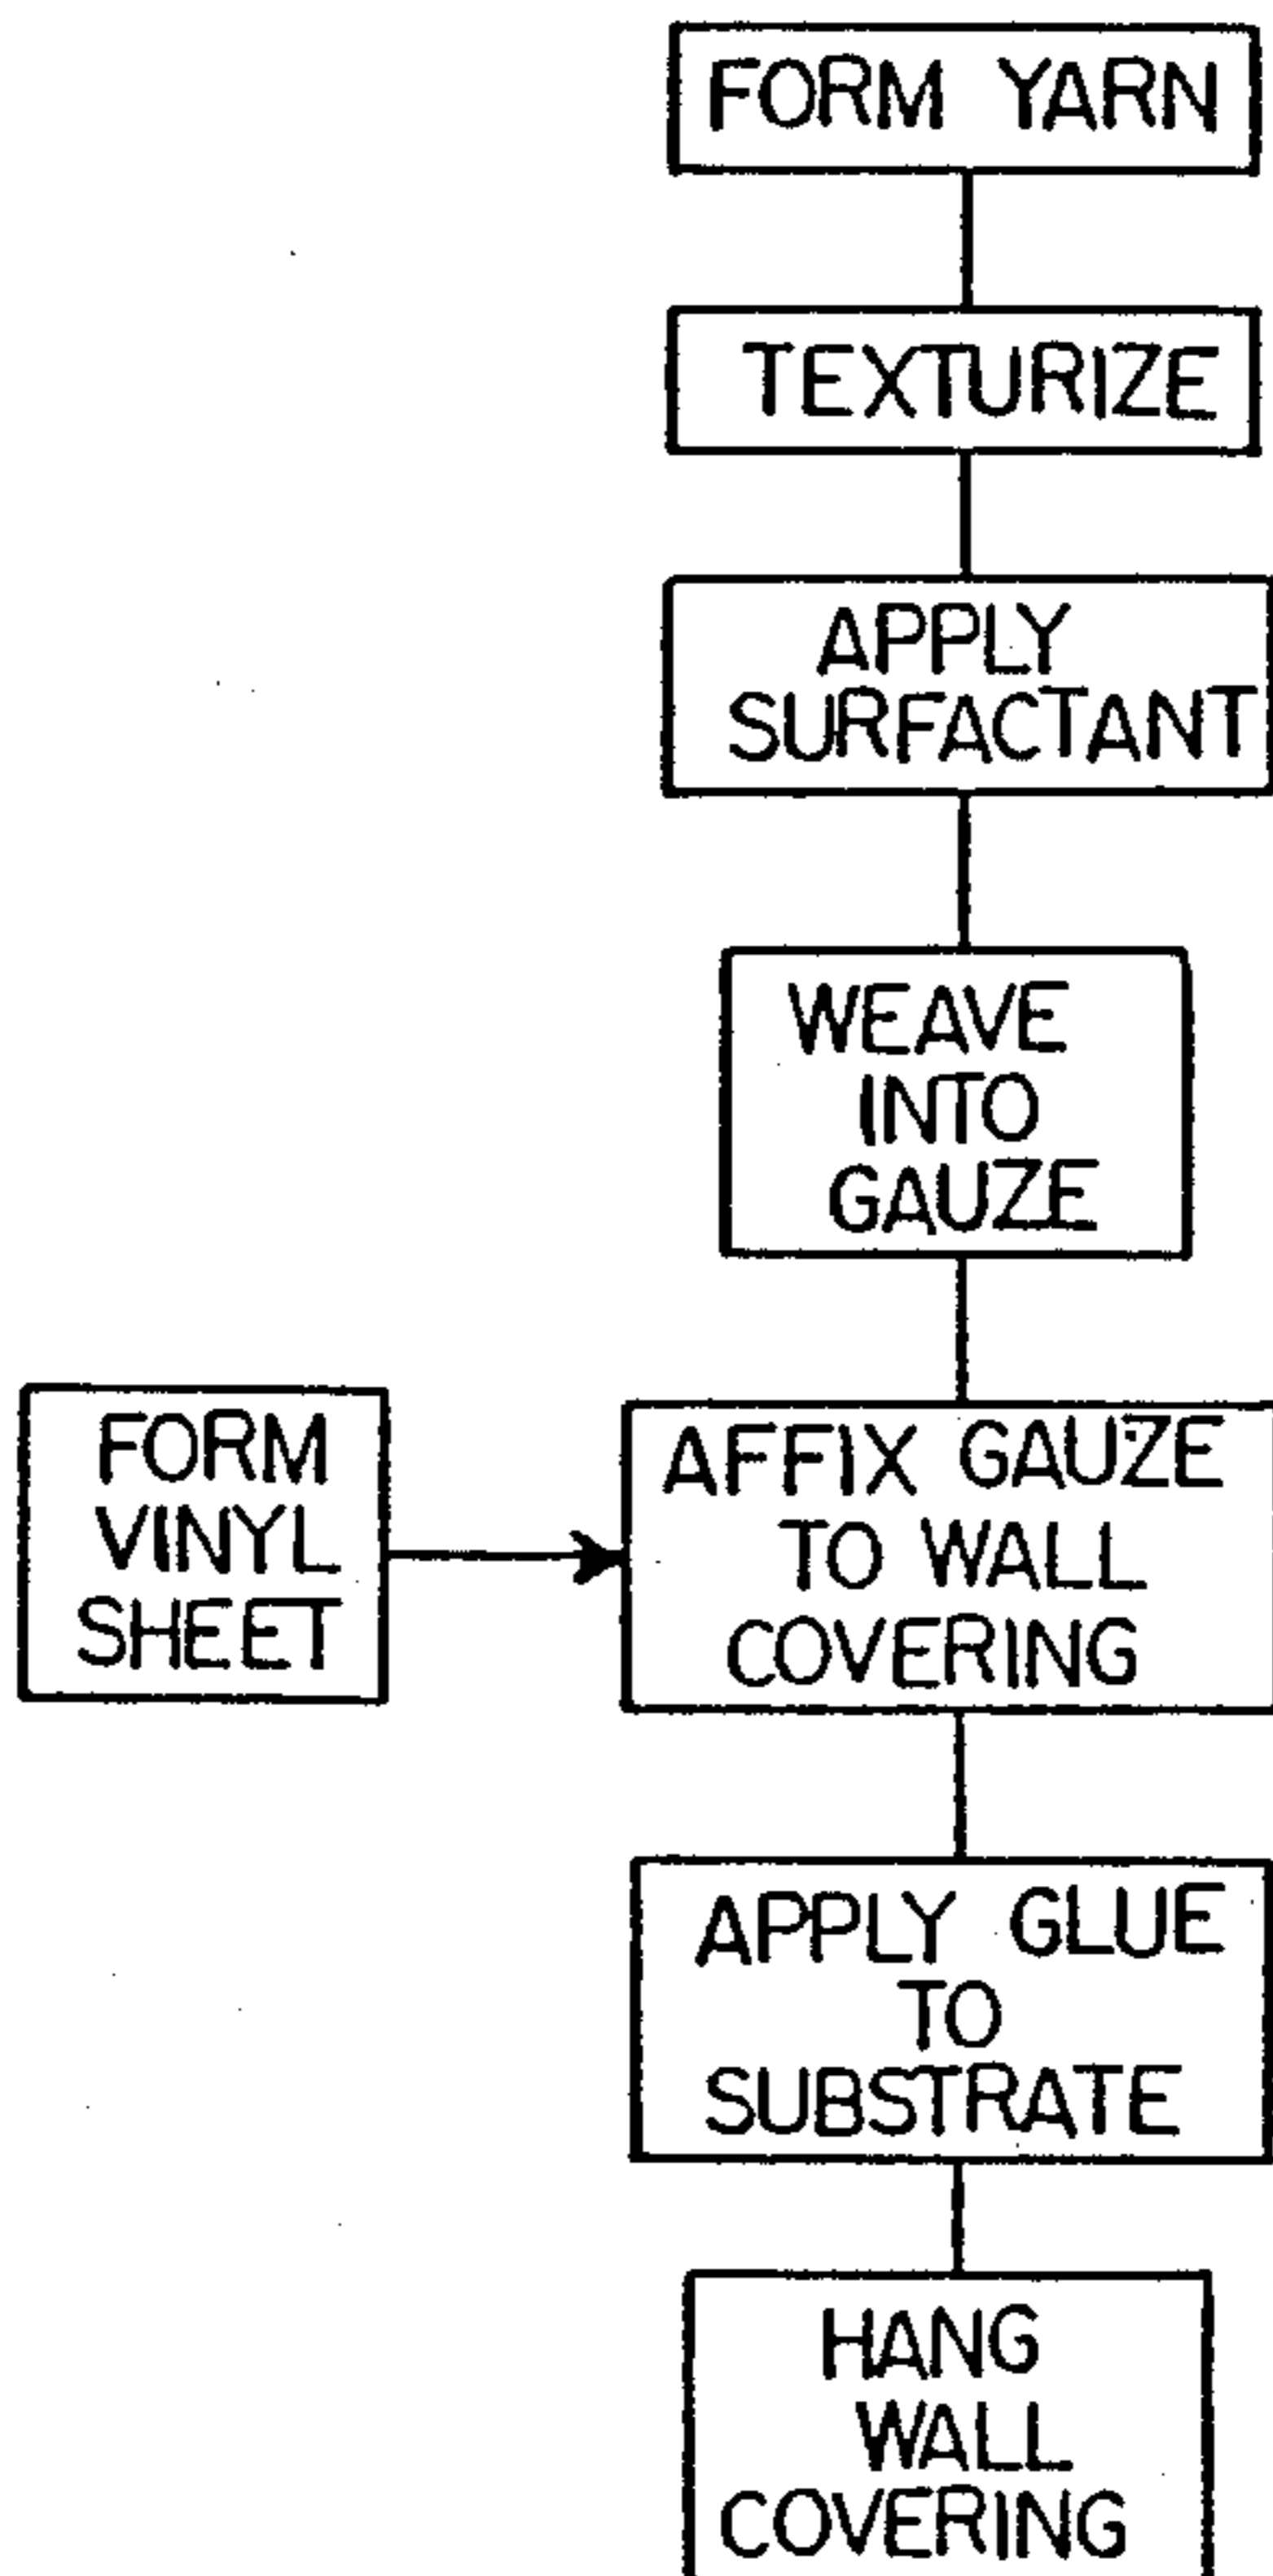 FORM YARN
TEXTURIZE
APPLY
SURFACTANT
WEAVE
INTO
GAUZE
FORM
VINYL
SHEET
AFFIX GAUZE
TO WALL
COVERING
APPLY GLUE
TO
SUBSTRATE
HANG
WALL
COVERING